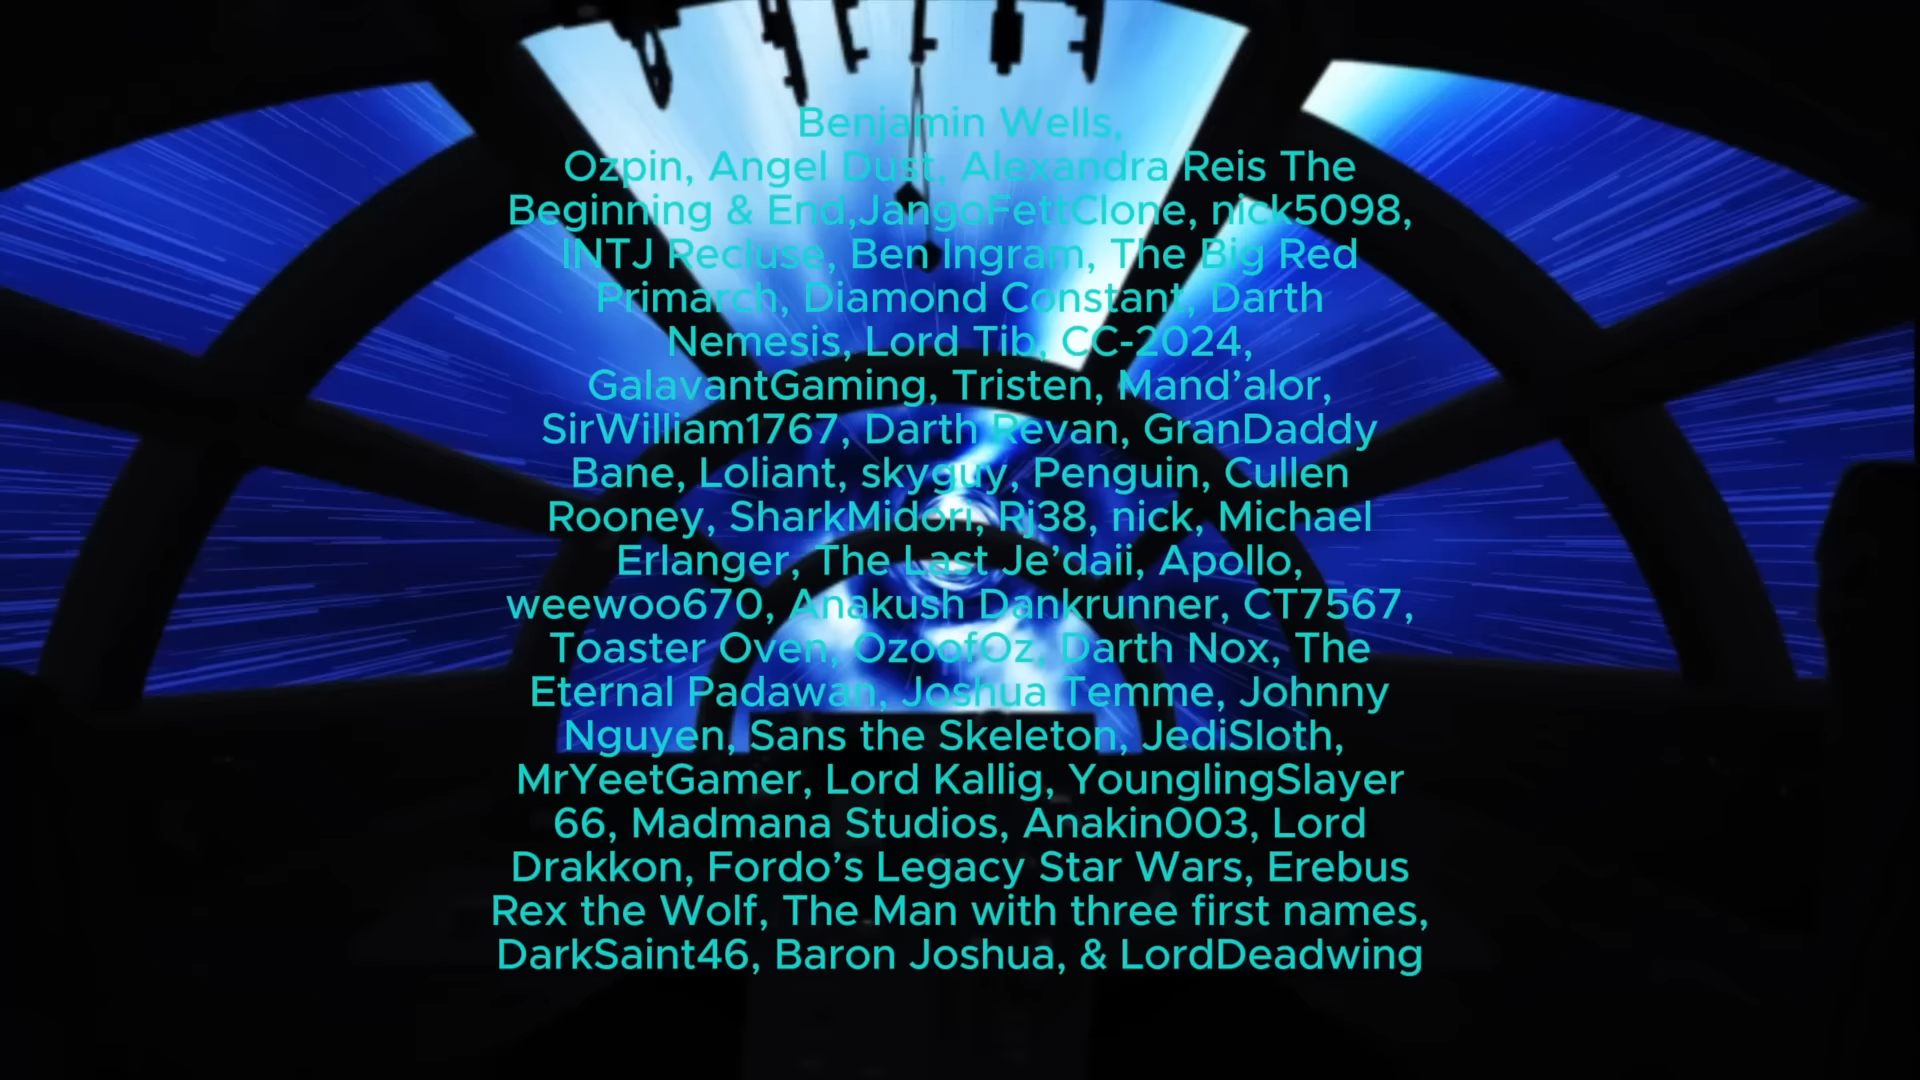 Benjamin Wells,
Ozpin, Angel Dust, Alexandra Reis The
Beginning & End,JangoFettClone, nick5098,
INTJ Recluse, Ben Ingram, The Big Red
Primarch, Diamond Constant, Darth
Nemesis, Lord Tib, CC-2024,
GalavantGaming, Tristen, Mand’alor,
SirWilliam1767, Darth Revan, GranDaddy
Bane, Loliant, skyguy, Penguin, Cullen
Rooney, SharkMidori, Rj38, nick, Michael
Erlanger, The Last Je’daii, Apollo,
weewoo670, Anakush Dankrunner, CT7567,
Toaster Oven, OzoofOz, Darth Nox, The
Eternal Padawan, Joshua Temme, Johnny
Nguyen, Sans the Skeleton, JediSloth,
MrYeetGamer, Lord Kallig, YounglingSlayer
66, Madmana Studios, Anakin003, Lord
Drakkon, Fordo’s Legacy Star Wars, Erebus
Rex the Wolf, The Man with three first names,
DarkSaint46, Baron Joshua, & LordDeadwing